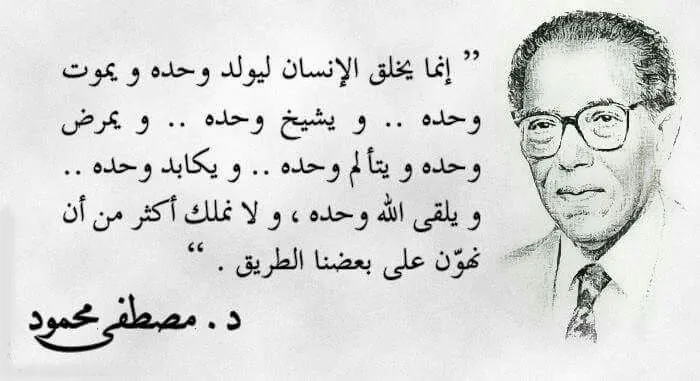 ” إنما يخلق الإنسان ليولد وحده و يموت
وحده .. و يشيخ وحده .. و يمرض
وحده و يتألم وحده .. و يكابد وحده ..
و يلقى الله وحده ، و لا نملك أكثر من أن
نهوّن على بعضنا الطريق . “
د . مصطفى محمود